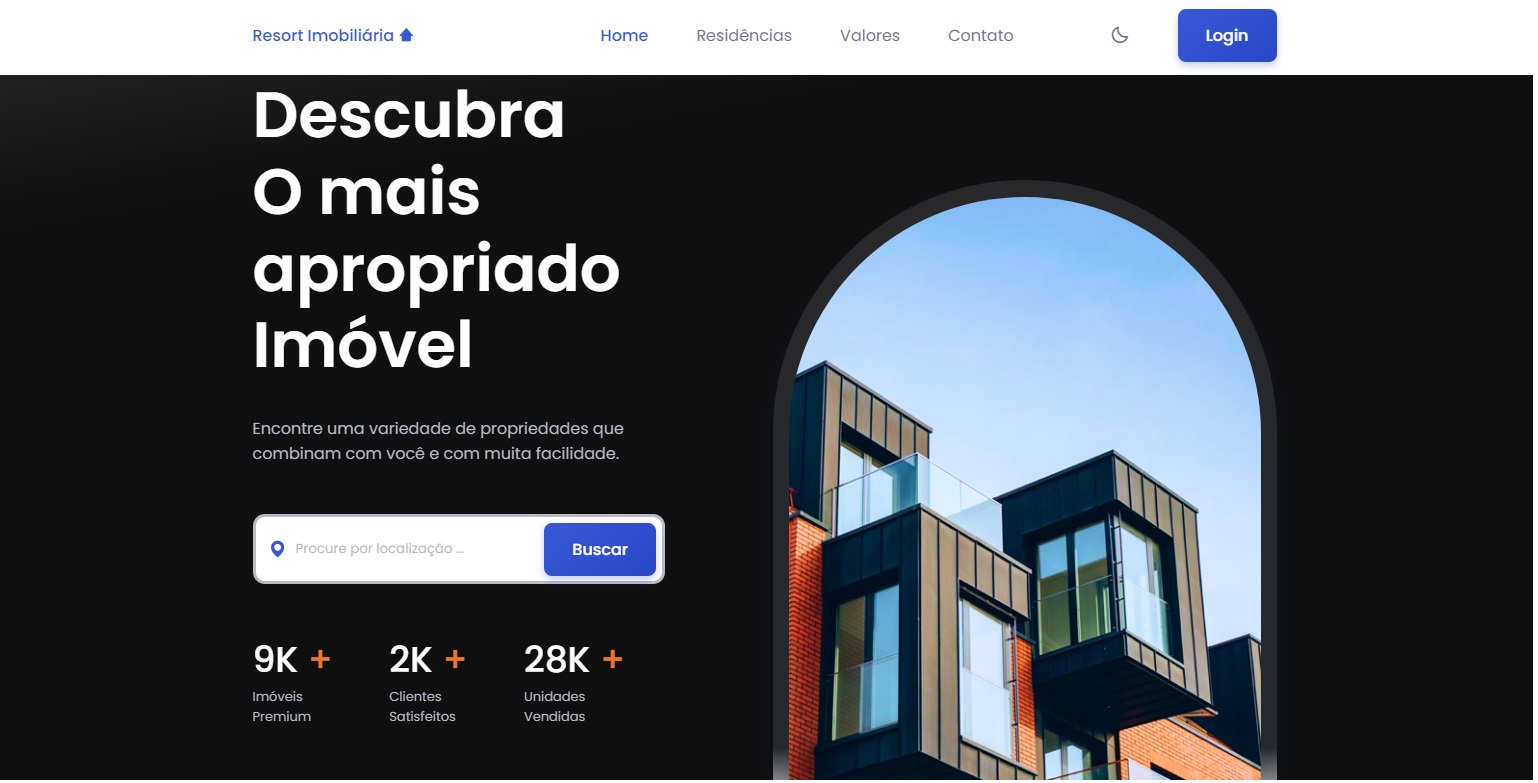 Resort Imobiliária
Home
Residências
Valores
Contato
Login
Descubra
O mais
apropriado
Imóvel
Encontre uma variedade de propriedades que
combinam com você e com muita facilidade.
Procure por localização ...
Buscar
9K +
Imóveis
Premium
2K +
Clientes
Satisfeitos
28K +
Unidades
Vendidas